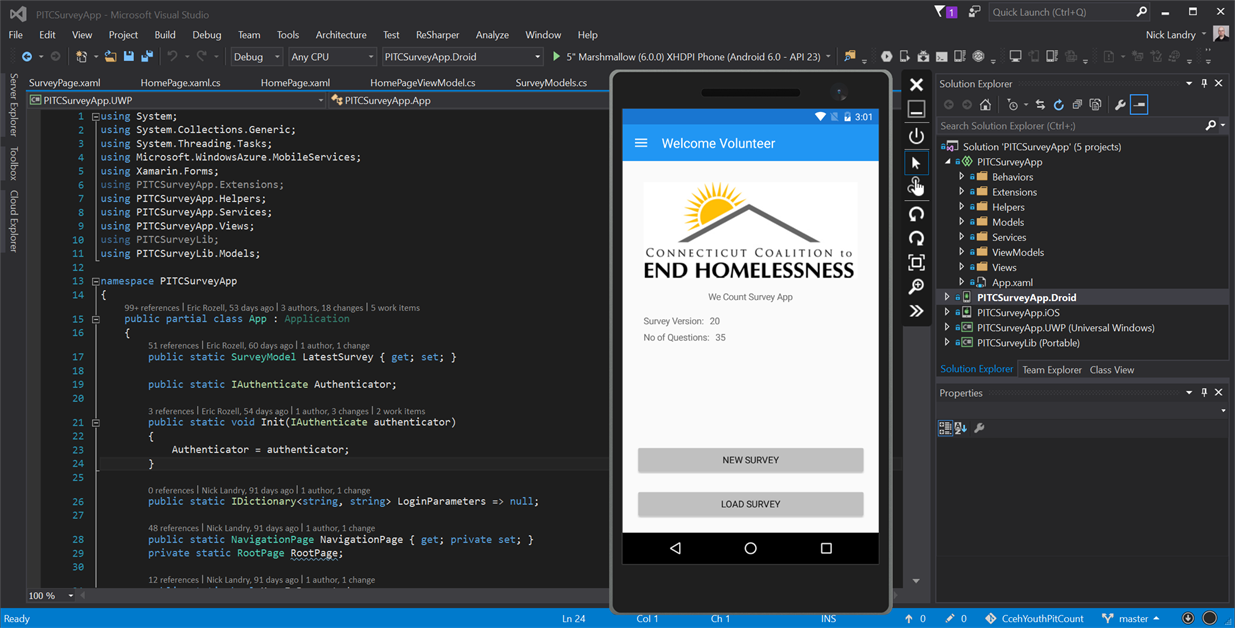 PITCSurveyApp - Microsoft Visual Studio
1
Quick Launch (Ctrl+Q)
File Edit View Project Build Debug Team Tools Architecture Test ReSharper Analyze Window Help
Nick Landry
Debug Any CPU PITCSurveyApp.Droid 5" Marshmallow (6.0.0) XHDPI Phone (Android 6.0 - API 23)
Server Explorer
Toolbox
Cloud Explorer
SurveyPage.xaml HomePage.xaml.cs HomePage.xaml HomePageViewModel.cs SurveyModels.cs
PITCSurveyApp.UWP PITCSurveyApp.App
1 using System;
2 using System.Collections.Generic;
3 using System.Threading.Tasks;
4 using Microsoft.WindowsAzure.MobileServices;
5 using Xamarin.Forms;
6 using PITCSurveyApp.Extensions;
7 using PITCSurveyApp.Helpers;
8 using PITCSurveyApp.Services;
9 using PITCSurveyApp.Views;
10 using PITCSurveyLib;
11 using PITCSurveyLib.Models;
12
13 namespace PITCSurveyApp
14 {
99+ references | Eric Rozell, 53 days ago | 3 authors, 18 changes | 5 work items
15 public partial class App : Application
16 {
51 references | Eric Rozell, 60 days ago | 1 author, 1 change
17 public static SurveyModel LatestSurvey { get; set; }
18
19 public static IAuthenticate Authenticator;
20
3 references | Eric Rozell, 54 days ago | 1 author, 3 changes | 2 work items
21 public static void Init(IAuthenticate authenticator)
22 {
23 Authenticator = authenticator;
24 }
25
0 references | Nick Landry, 91 days ago | 1 author, 1 change
26 public static IDictionary<string, string> LoginParameters => null;
27
48 references | Nick Landry, 91 days ago | 1 author, 1 change
28 public static NavigationPage NavigationPage { get; private set; }
29 private static RootPage RootPage;
30
12 references | Nick Landry, 91 days ago | 1 author, 1 change
100 %
3:01
Welcome Volunteer
CONNECTICUT COALITION TO
END HOMELESSNESS
We Count Survey App
Survey Version: 20
No of Questions: 35
NEW SURVEY
LOAD SURVEY
Solution Explorer
Search Solution Explorer (Ctrl+;)
Solution 'PITCSurveyApp' (5 projects)
PITCSurveyApp
Behaviors
Extensions
Helpers
Models
Services
ViewModels
Views
App.xaml
PITCSurveyApp.Droid
PITCSurveyApp.iOS
PITCSurveyApp.UWP (Universal Windows)
PITCSurveyLib (Portable)
Solution Explorer Team Explorer Class View
Properties
Ready Ln 24 Col 1 Ch 1 INS 0 0 CcehYouthPitCount master